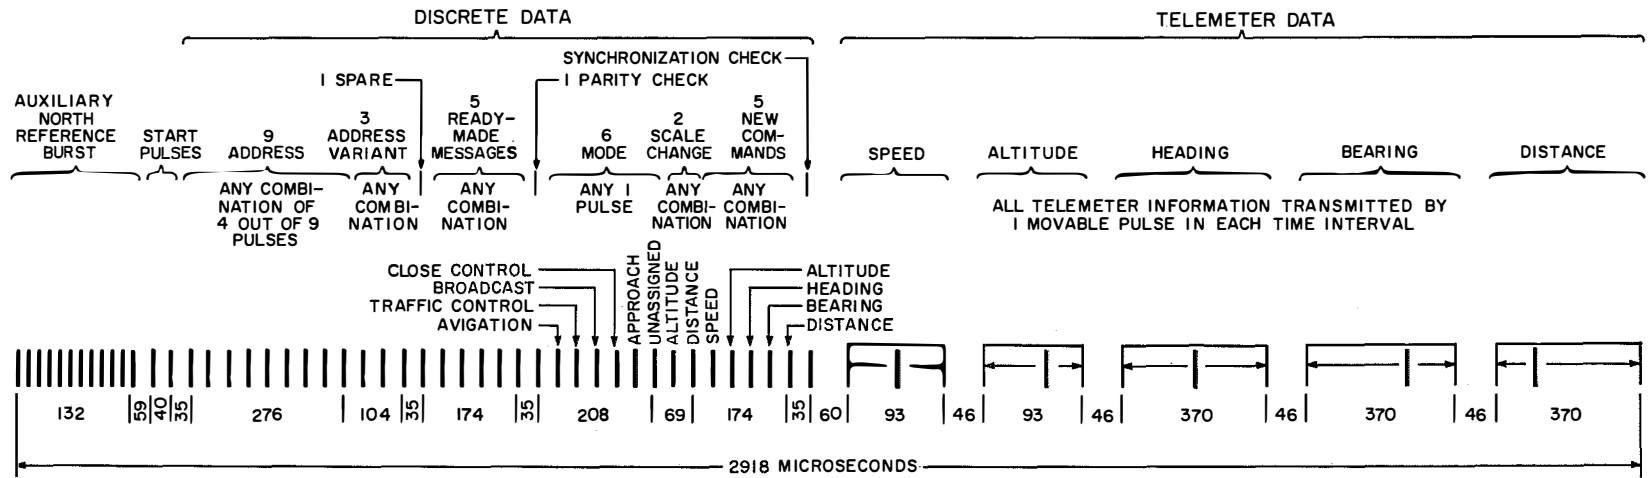 DISCRETE DATA
TELEMETER DATA
SYNCHRONIZATION CHECK
1 SPARE
1 PARITY CHECK
AUXILIARY
NORTH
REFERENCE
BURST
START
PULSES
9
ADDRESS
3
ADDRESS
VARIANT
5
READY-
MADE
MESSAGES
6
MODE
2
SCALE
CHANGE
5
NEW
COM-
MANDS
SPEED
ALTITUDE
HEADING
BEARING
DISTANCE
ANY COMBI-
NATION OF
4 OUT OF 9
PULSES
ANY
COMBI-
NATION
ANY
COMBI-
NATION
ANY 1
PULSE
ANY
COMBI-
NATION
ANY
COMBI-
NATION
ALL TELEMETER INFORMATION TRANSMITTED BY
1 MOVABLE PULSE IN EACH TIME INTERVAL
CLOSE CONTROL
BROADCAST
TRAFFIC CONTROL
AVIGATION
APPROACH
UNASSIGNED
ALTITUDE
DISTANCE
SPEED
ALTITUDE
HEADING
BEARING
DISTANCE
132 59 40 35 276 104 35 174 35 208 69 174 35 60 93 46 93 46 370 46 370 46 370
2918 MICROSECONDS